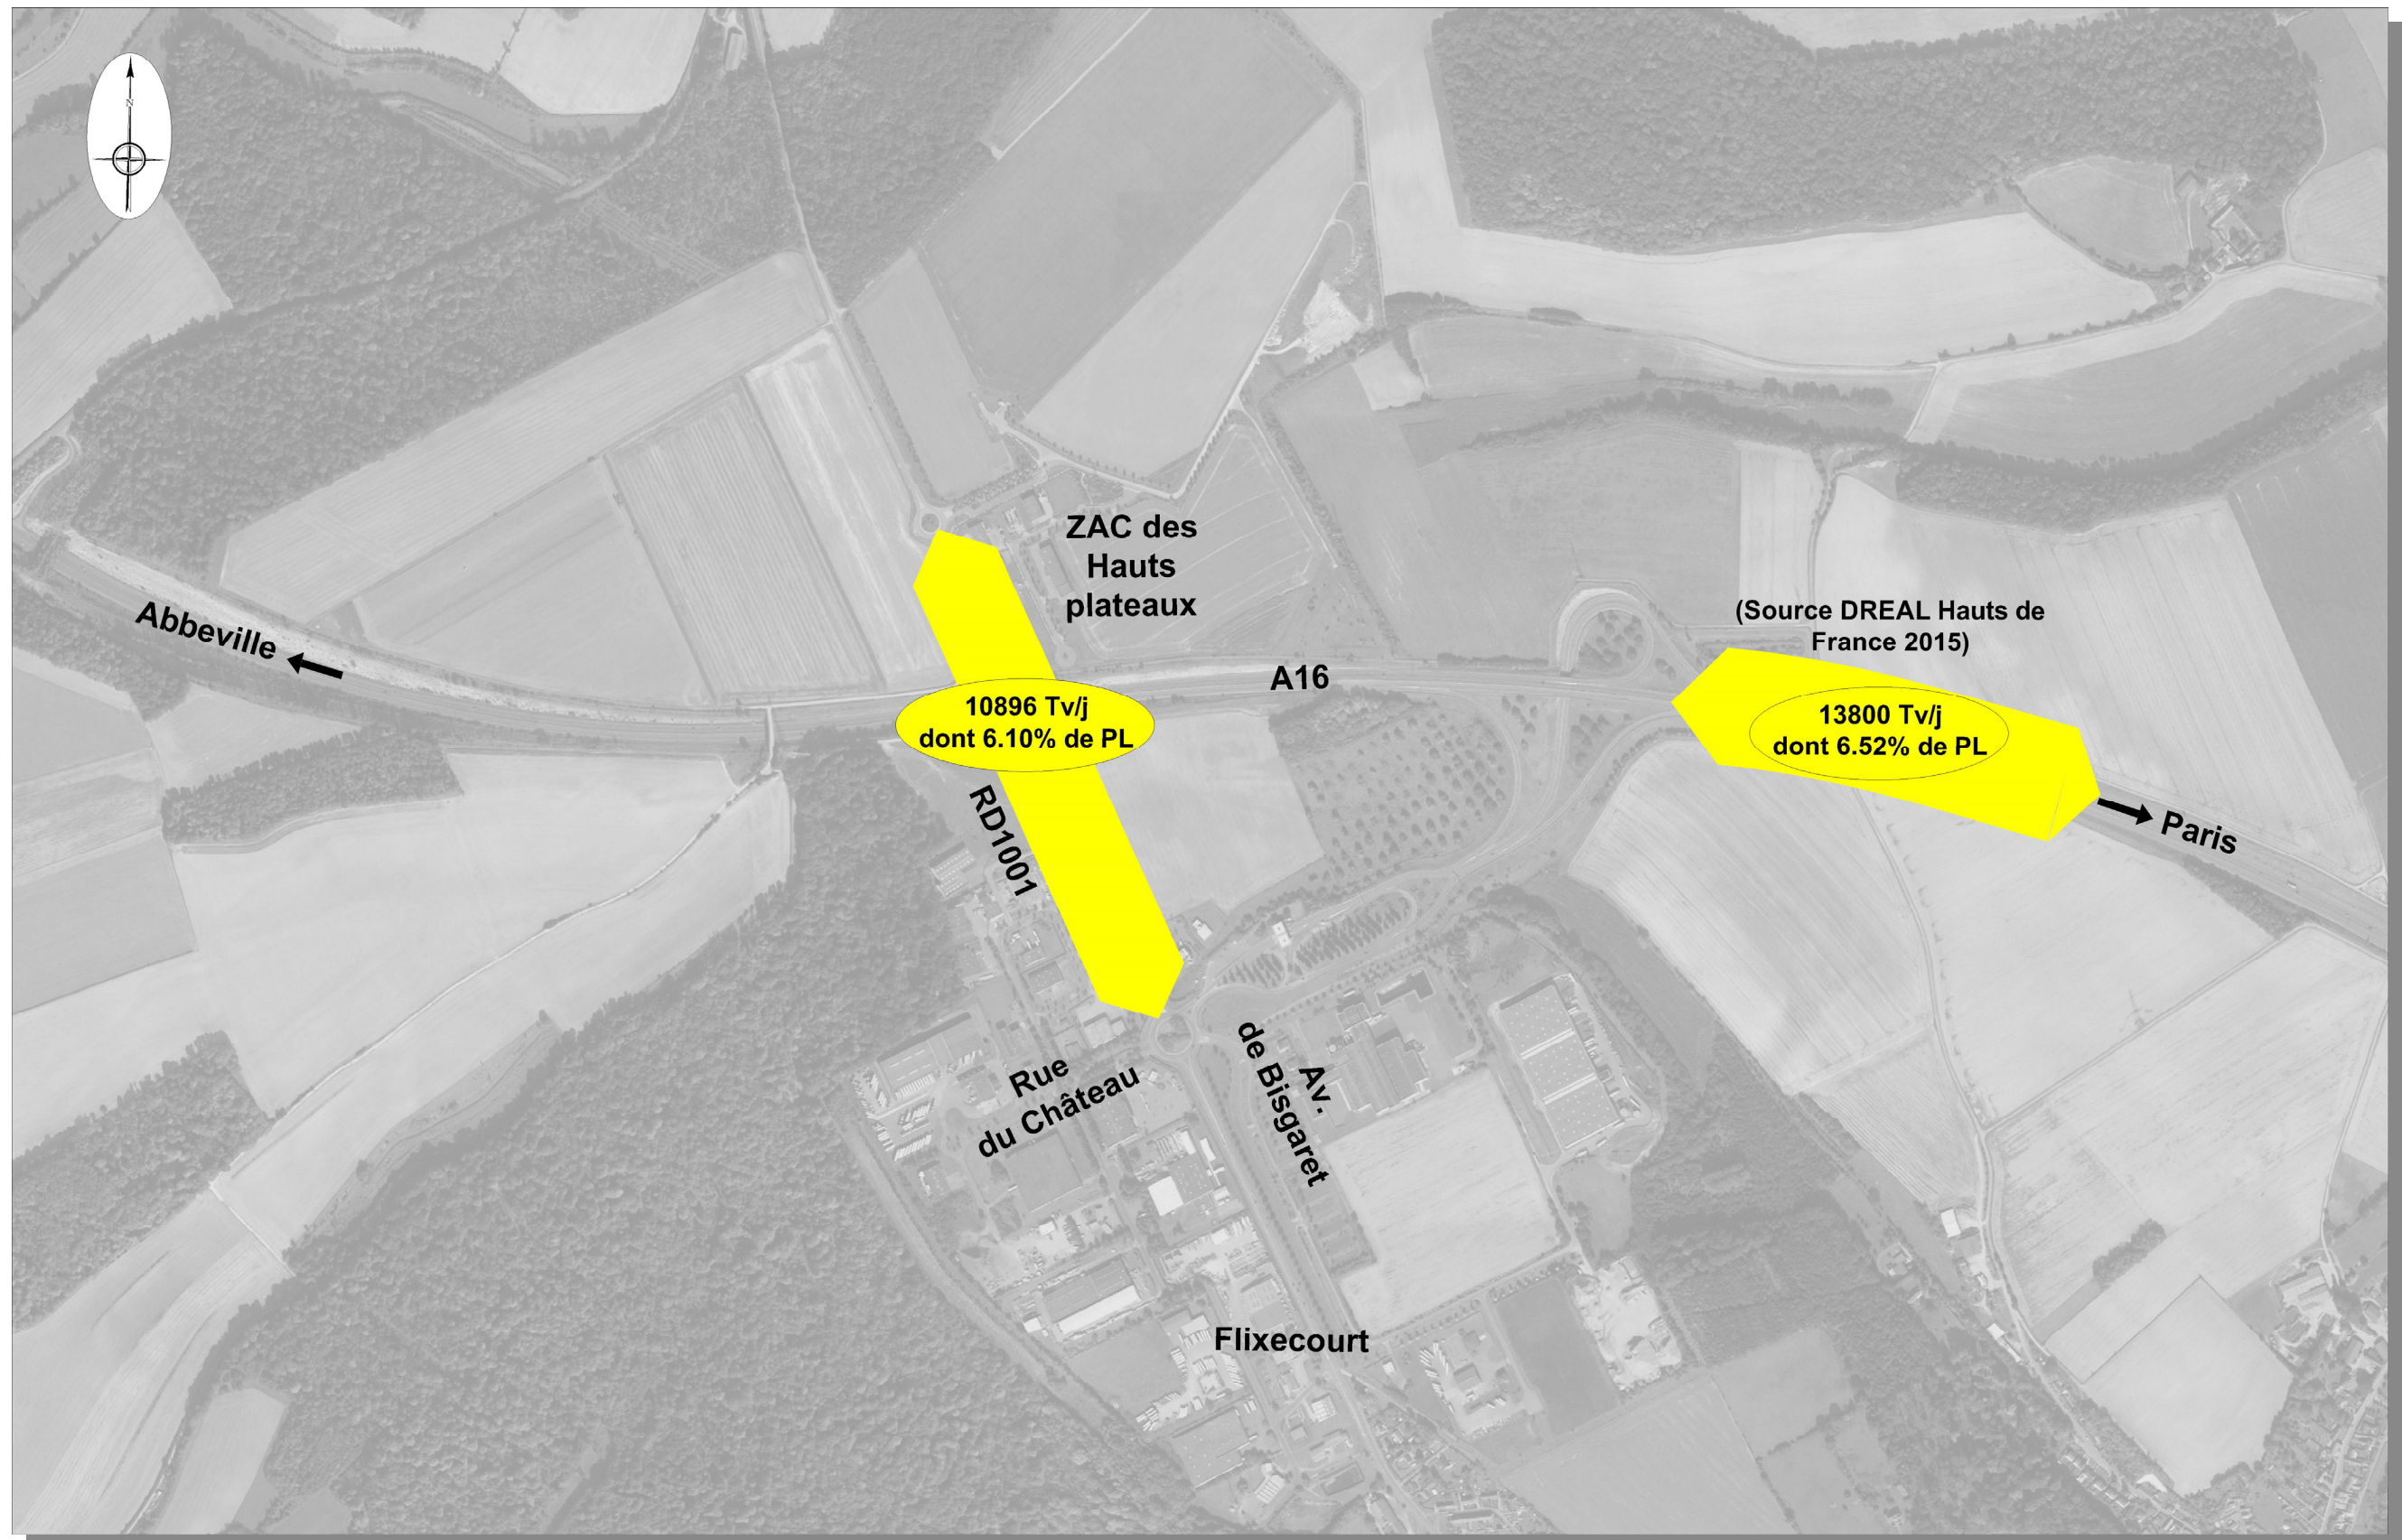 N
ZAC des
Hauts
plateaux
Abbeville
(Source DREAL Hauts de
France 2015)
A16
10896 Tv/j
dont 6.10% de PL
13800 Tv/j
dont 6.52% de PL
RD1001
Paris
Rue
du Château
Av.
de Bisgaret
Flixecourt